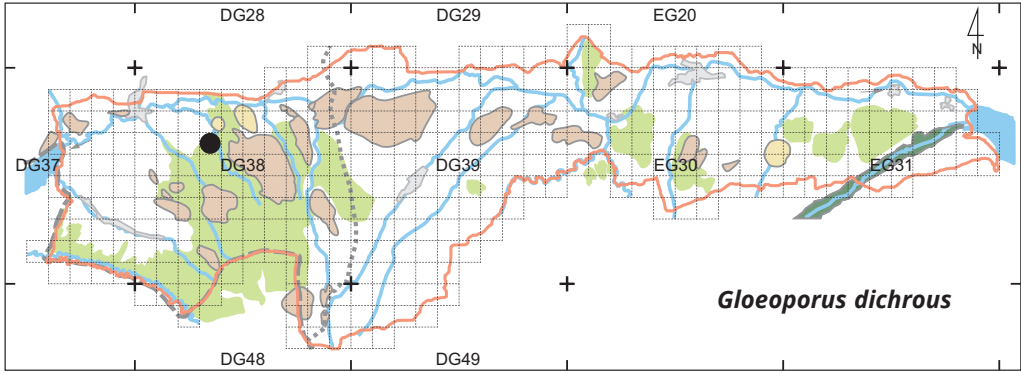 DG28 DG29 EG20
N
DG37 DG38 DG39 EG30 EG31
Gloeoporus dichrous
DG48 DG49